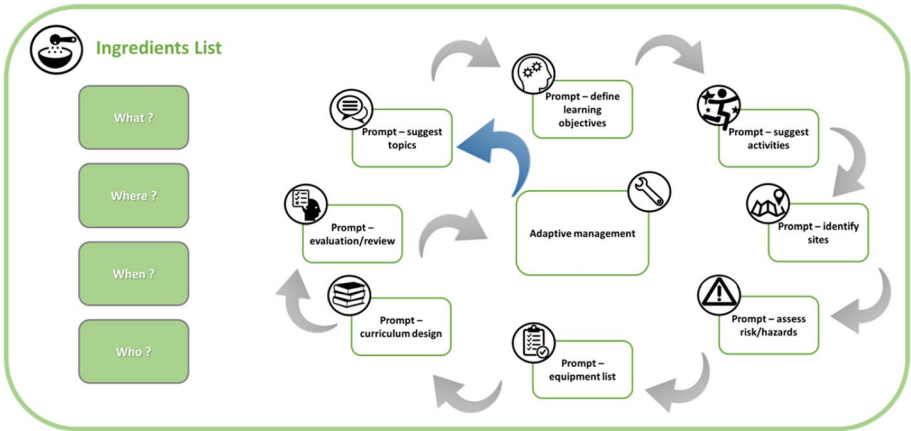 Ingredients List
What ?
Where ?
When ?
Who ?
Prompt – suggest
topics
Prompt – define
learning
objectives
Prompt – suggest
activities
Prompt – identify
sites
Prompt – assess
risk/hazards
Prompt –
equipment list
Prompt –
curriculum design
Prompt –
evaluation/review
Adaptive management